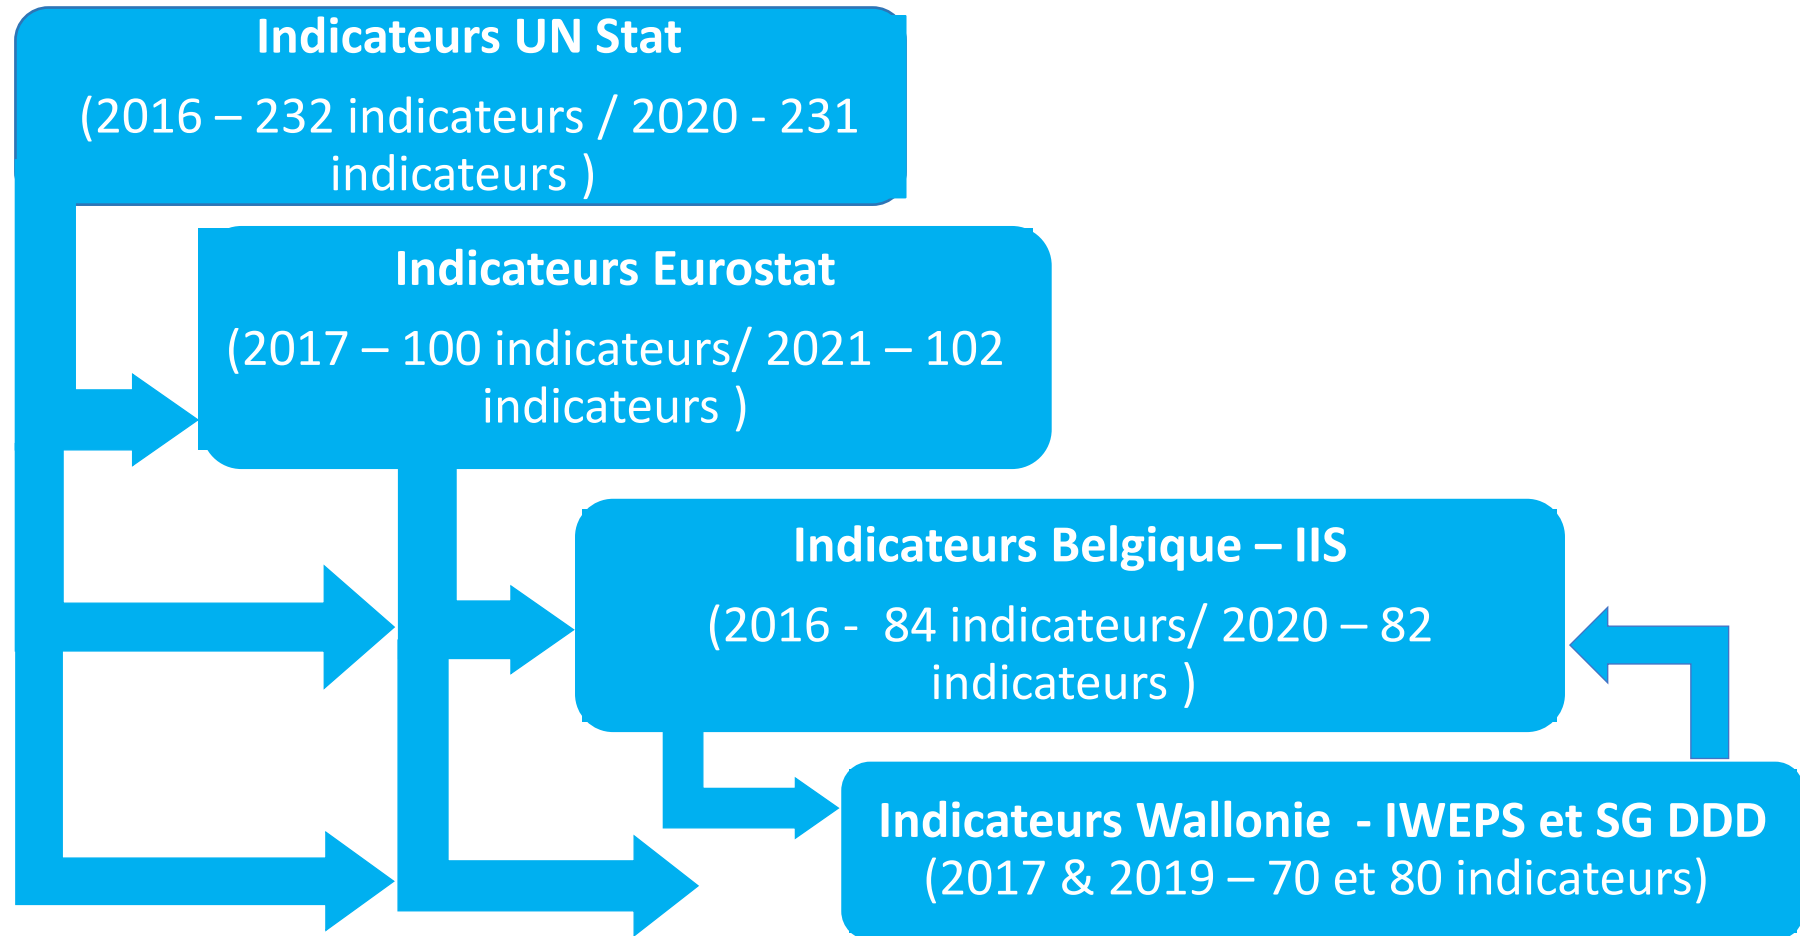 Indicateurs UN Stat
(2016 – 232 indicateurs / 2020 - 231
indicateurs )
Indicateurs Eurostat
(2017 – 100 indicateurs/ 2021 – 102
indicateurs )
Indicateurs Belgique – IIS
(2016 -  84 indicateurs/ 2020 – 82
indicateurs )
Indicateurs Wallonie  - IWEPS et SG DDD
(2017 & 2019 – 70 et 80 indicateurs)